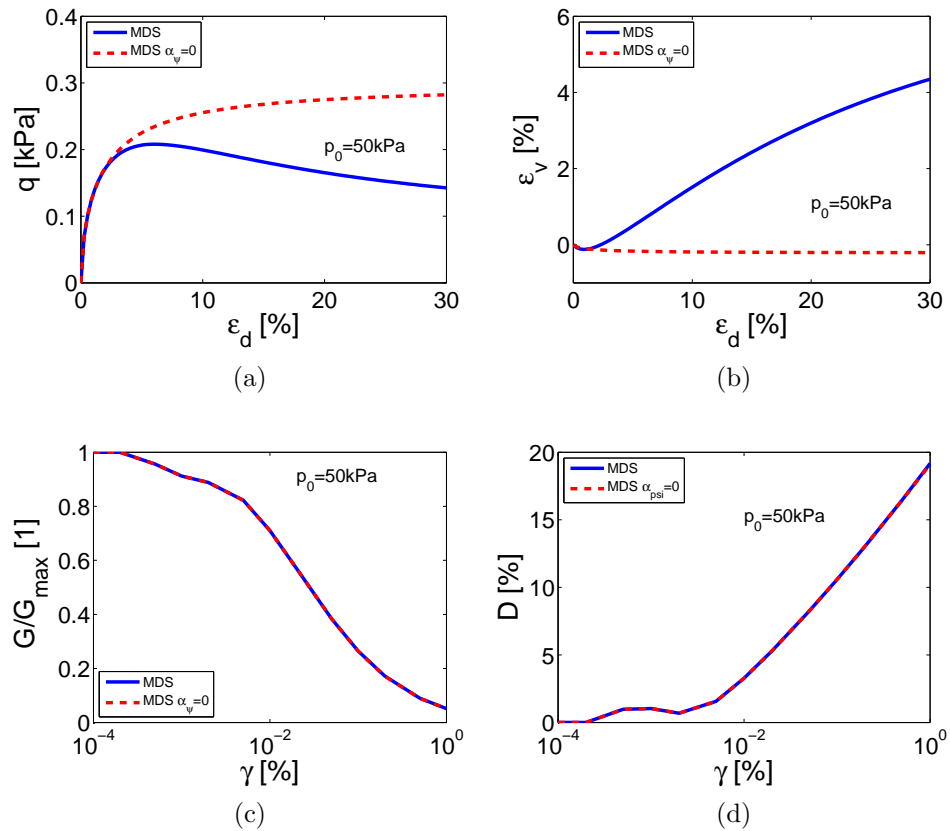 0.4
0.3
0.2
0.1
0
q [kPa]
MDS
MDS α_ψ=0
p_0=50kPa
0 10 20 30
ε_d [%]
(a)
6
4
2
0
ε_v [%]
MDS
MDS α_ψ=0
p_0=50kPa
0 10 20 30
ε_d [%]
(b)
1
0.8
0.6
0.4
0.2
0
G/G_max [1]
p_0=50kPa
MDS
MDS α_ψ=0
10^-4 10^-2 10^0
γ [%]
(c)
20
15
10
5
0
D [%]
MDS
MDS α_psi=0
p_0=50kPa
10^-4 10^-2 10^0
γ [%]
(d)